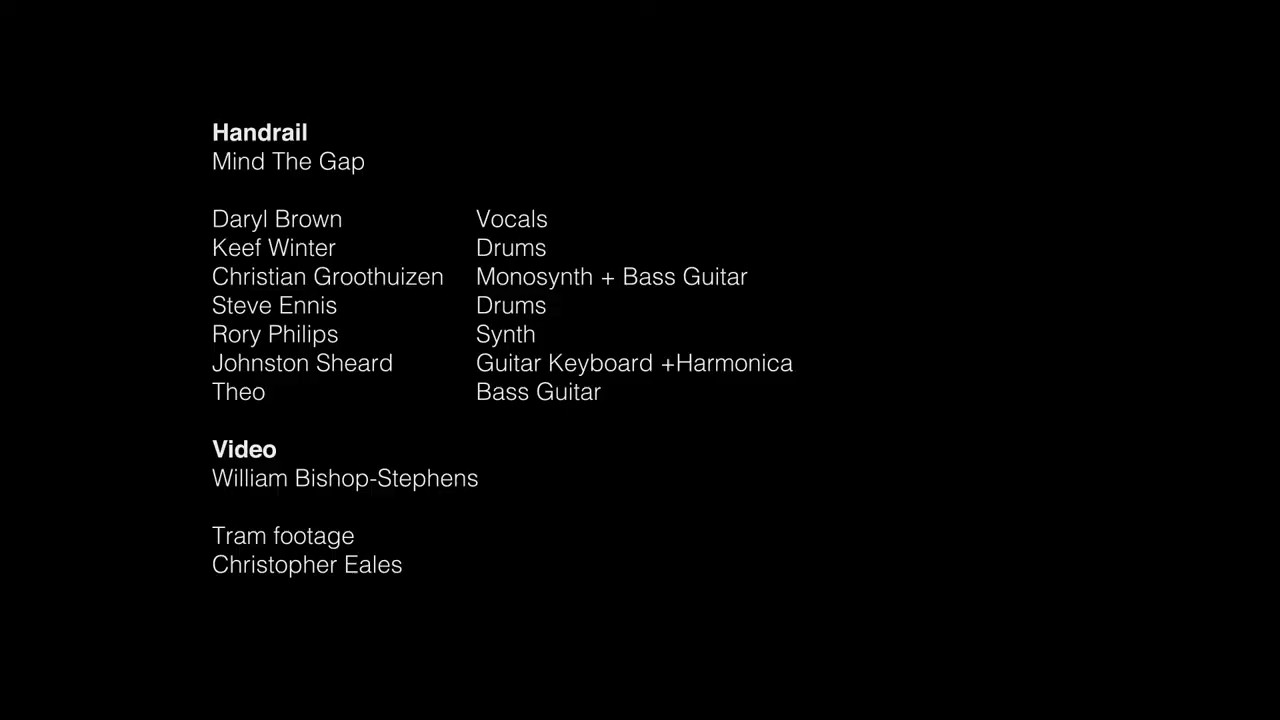 Handrail
Mind The Gap
Daryl Brown Vocals
Keef Winter Drums
Christian Groothuizen Monosynth + Bass Guitar
Steve Ennis Drums
Rory Philips Synth
Johnston Sheard Guitar Keyboard +Harmonica
Theo Bass Guitar
Video
William Bishop-Stephens
Tram footage
Christopher Eales